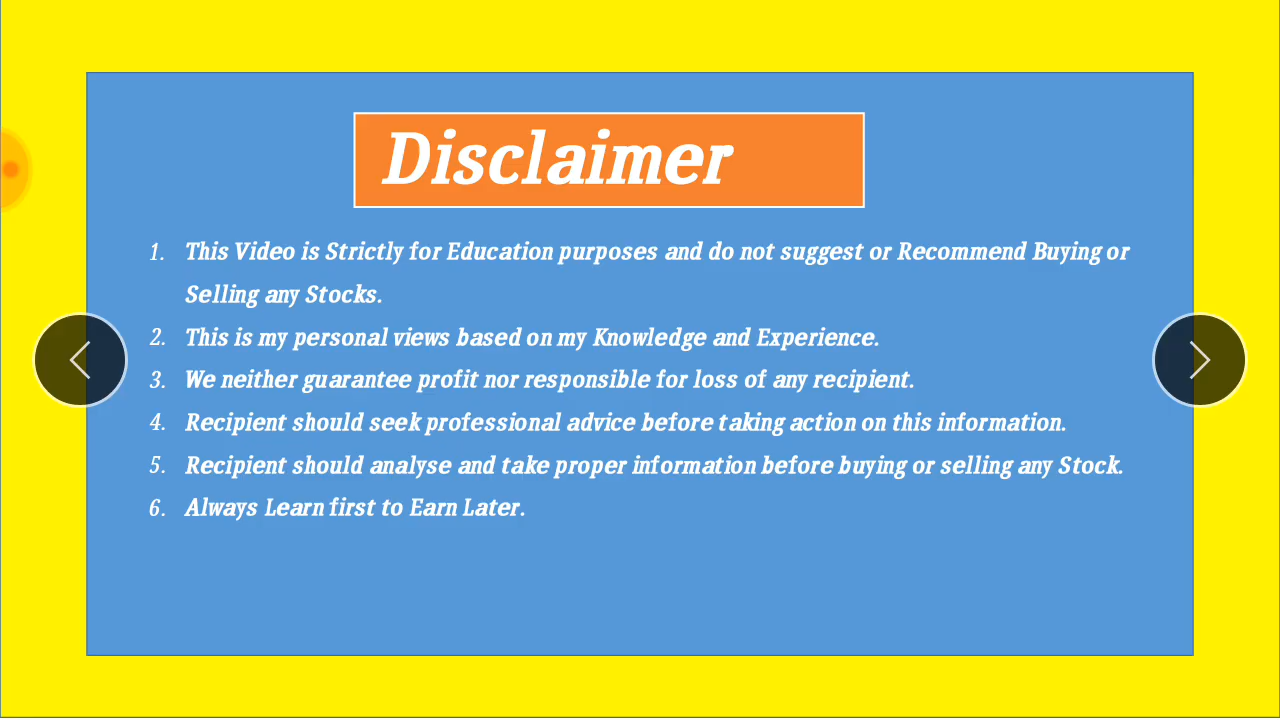 Disclaimer
1. This Video is Strictly for Education purposes and do not suggest or Recommend Buying or
Selling any Stocks.
2. This is my personal views based on my Knowledge and Experience.
3. We neither guarantee profit nor responsible for loss of any recipient.
4. Recipient should seek professional advice before taking action on this information.
5. Recipient should analyse and take proper information before buying or selling any Stock.
6. Always Learn first to Earn Later.